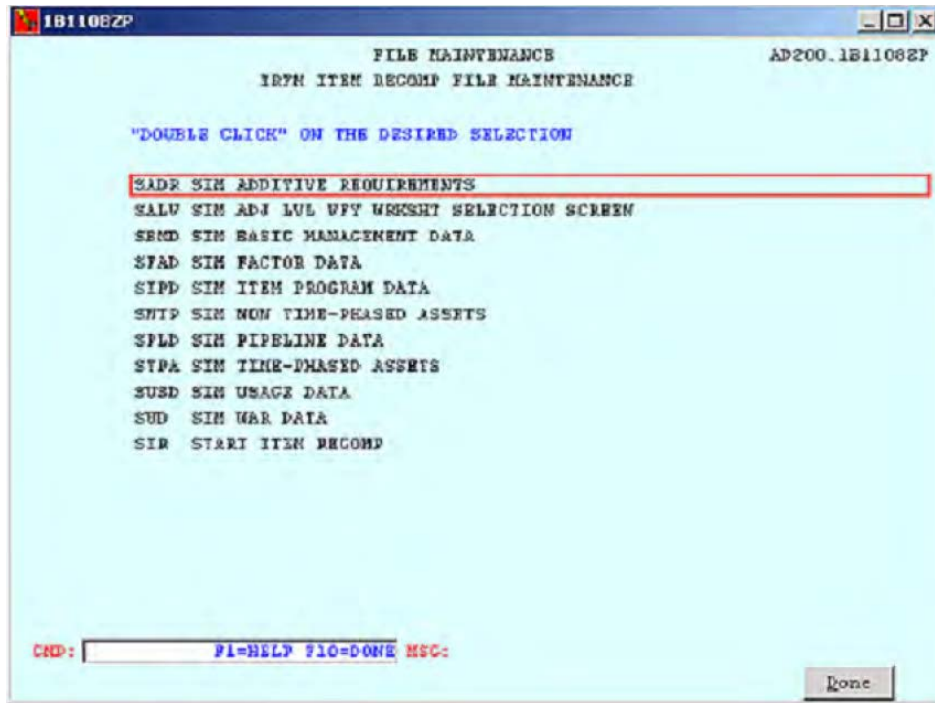 1B110BZP
FILE MAINTENANCE AD200.1B1108ZP
IRFM ITEM RECOMP FILE MAINTENANCE
"DOUBLE CLICK" ON THE DESIRED SELECTION
SADR SIM ADDITIVE REQUIREMENTS
SALW SIM ADJ LVL WFT WRKSHT SELECTION SCREEN
SBMD SIM BASIC MANAGEMENT DATA
SFAD SIM FACTOR DATA
SIPD SIM ITEM PROGRAM DATA
SNTP SIM NON TIME-PHASED ASSETS
SPLD SIM PIPELINE DATA
STPA SIM TIME-PHASED ASSETS
SUSD SIM USAGE DATA
SWD SIM WAR DATA
SIR START ITEM RECOMP
CMD: F1=HELP F10=DONE MSG:
Done